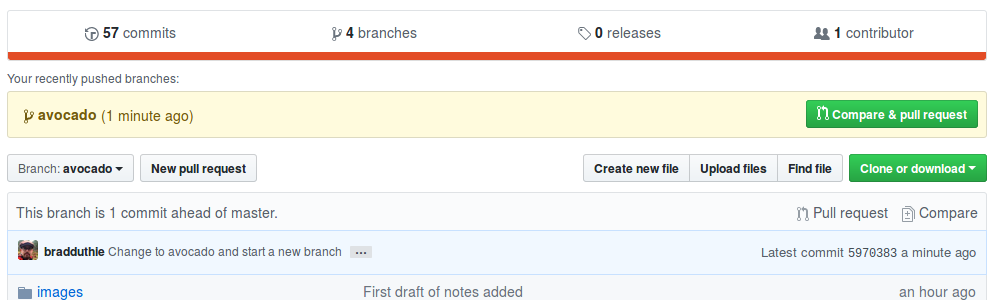 57 commits 4 branches 0 releases 1 contributor
Your recently pushed branches:
avocado (1 minute ago) Compare & pull request
Branch: avocado New pull request Create new file Upload files Find file Clone or download
This branch is 1 commit ahead of master. Pull request Compare
bradduthie Change to avocado and start a new branch ... Latest commit 5970383 a minute ago
images First draft of notes added an hour ago